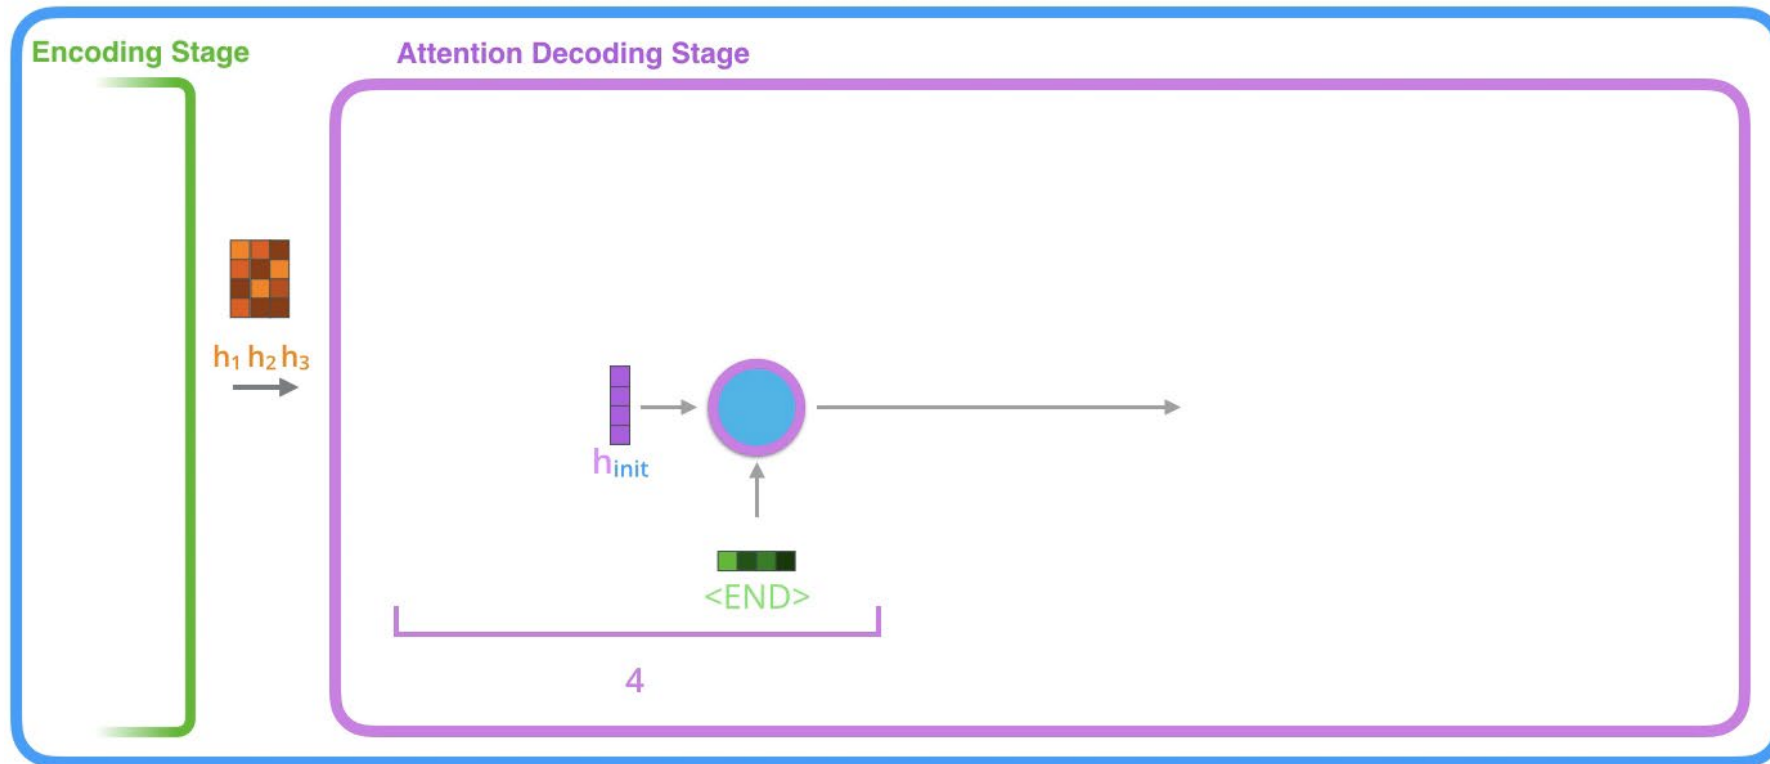 Encoding Stage
Attention Decoding Stage
h₁ h₂ h₃
h_init
<END>
4